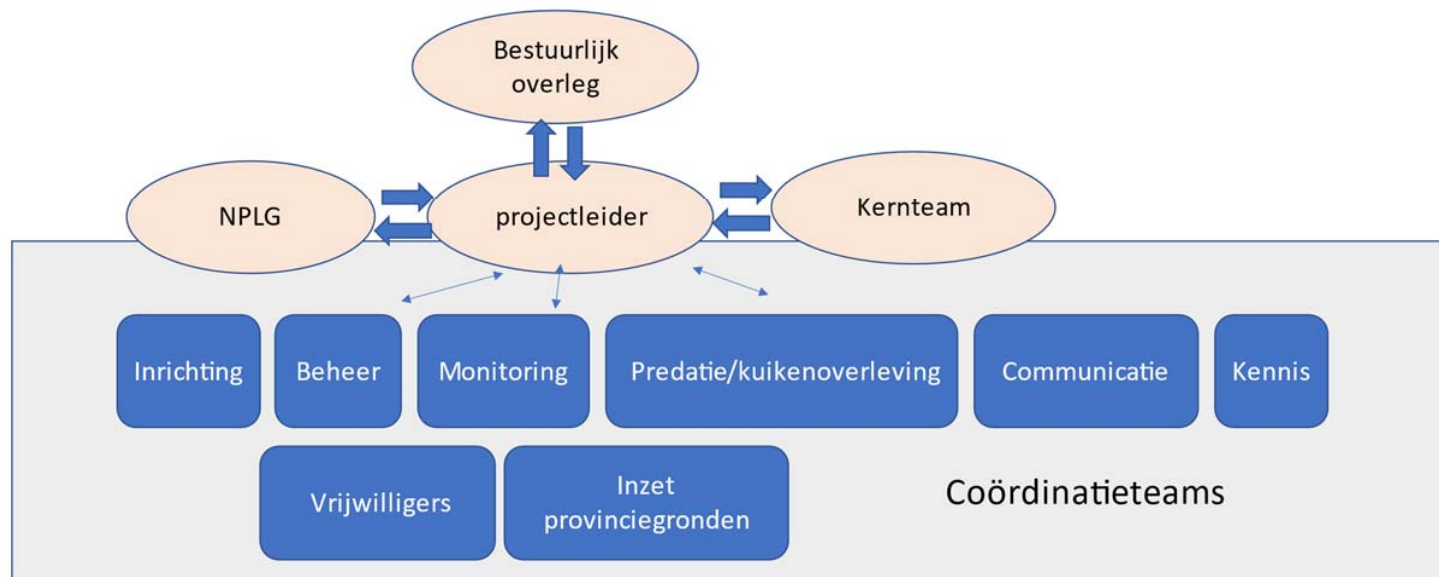 Bestuurlijk
overleg
NPLG
projectleider
Kernteam
Inrichting
Beheer
Monitoring
Predatie/kuikenoverleving
Communicatie
Kennis
Vrijwilligers
Inzet
provinciegronden
Coördinatieteams